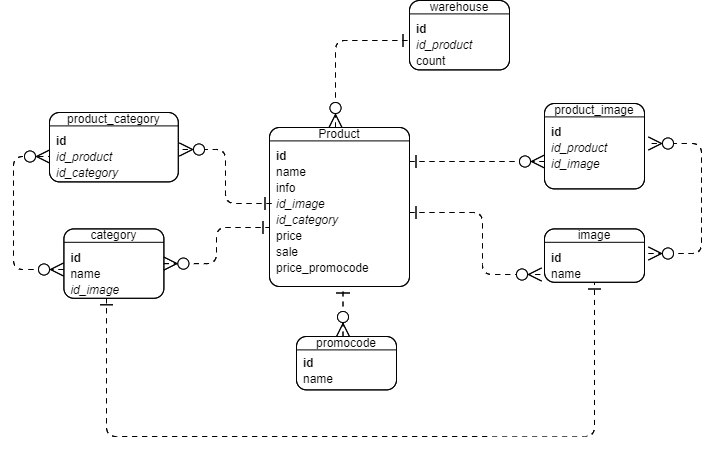 warehouse
id
id_product
count
product_category
id
id_product
id_category
Product
id
name
info
id_image
id_category
price
sale
price_promocode
product_image
id
id_product
id_image
category
id
name
id_image
image
id
name
promocode
id
name